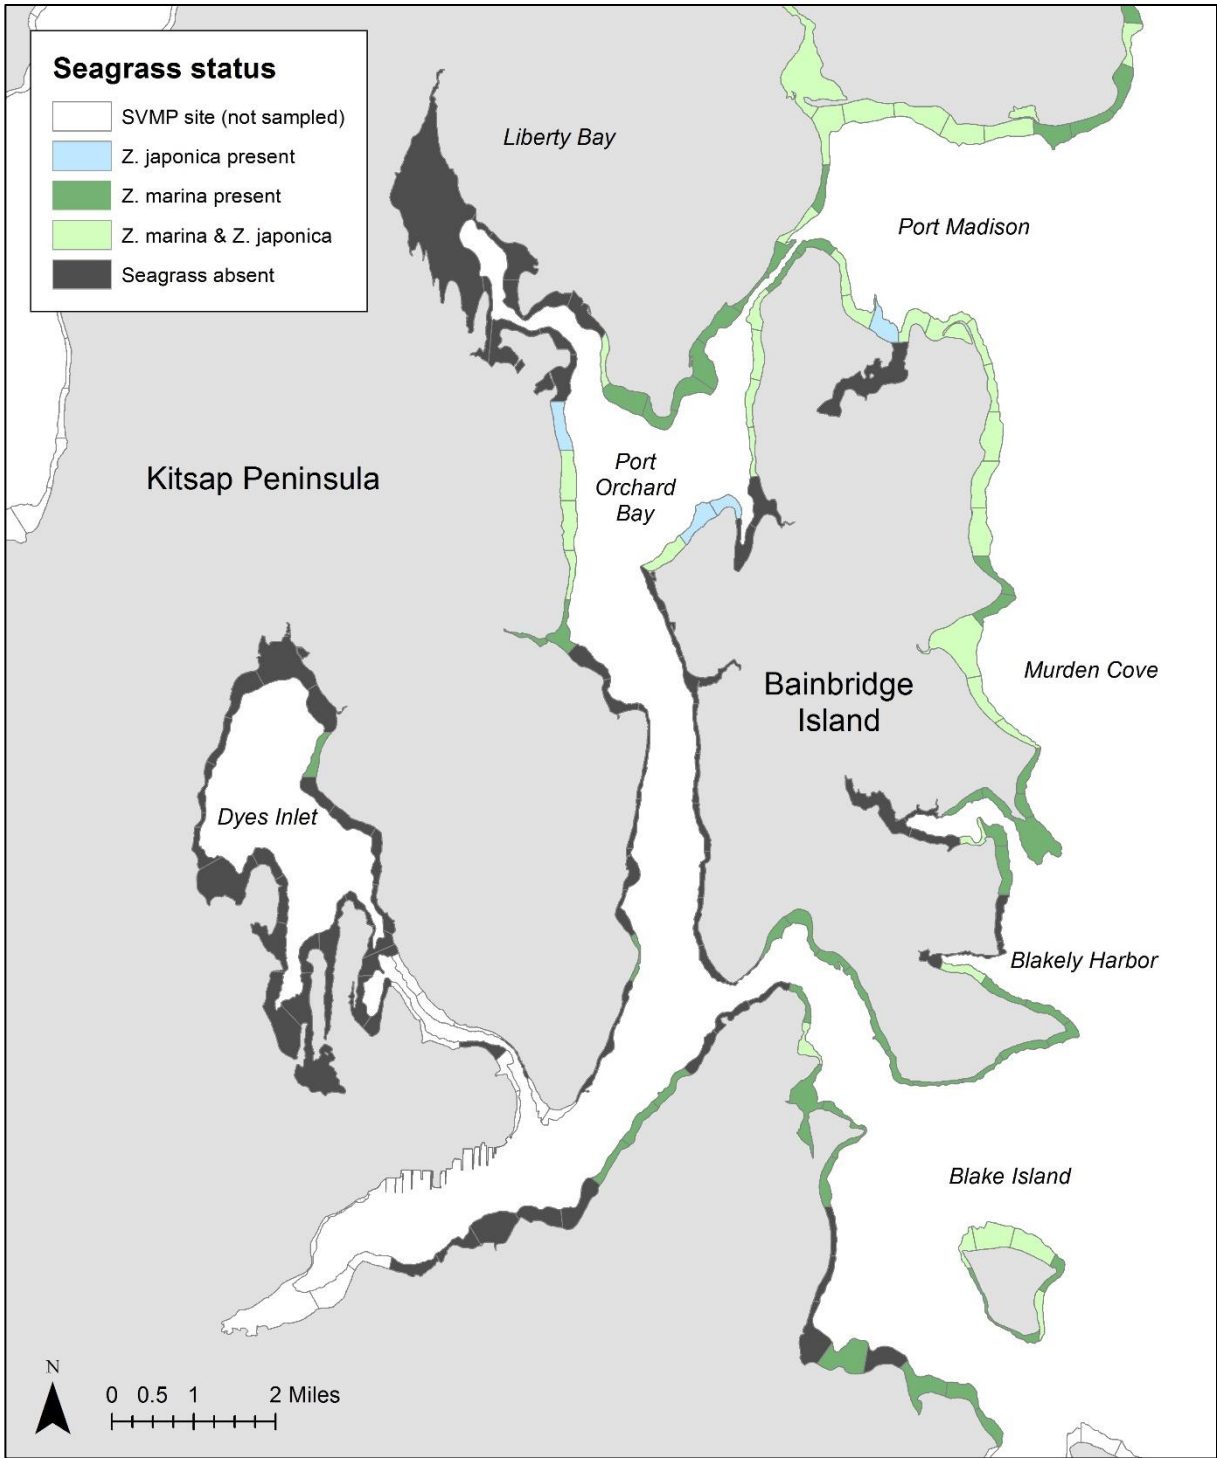 Seagrass status
SVMP site (not sampled)
Z. japonica present
Z. marina present
Z. marina & Z. japonica
Seagrass absent
Liberty Bay
Port Madison
Kitsap Peninsula
Port
Orchard
Bay
Bainbridge
Island
Murden Cove
Dyes Inlet
Blakely Harbor
Blake Island
N
0 0.5 1 2 Miles